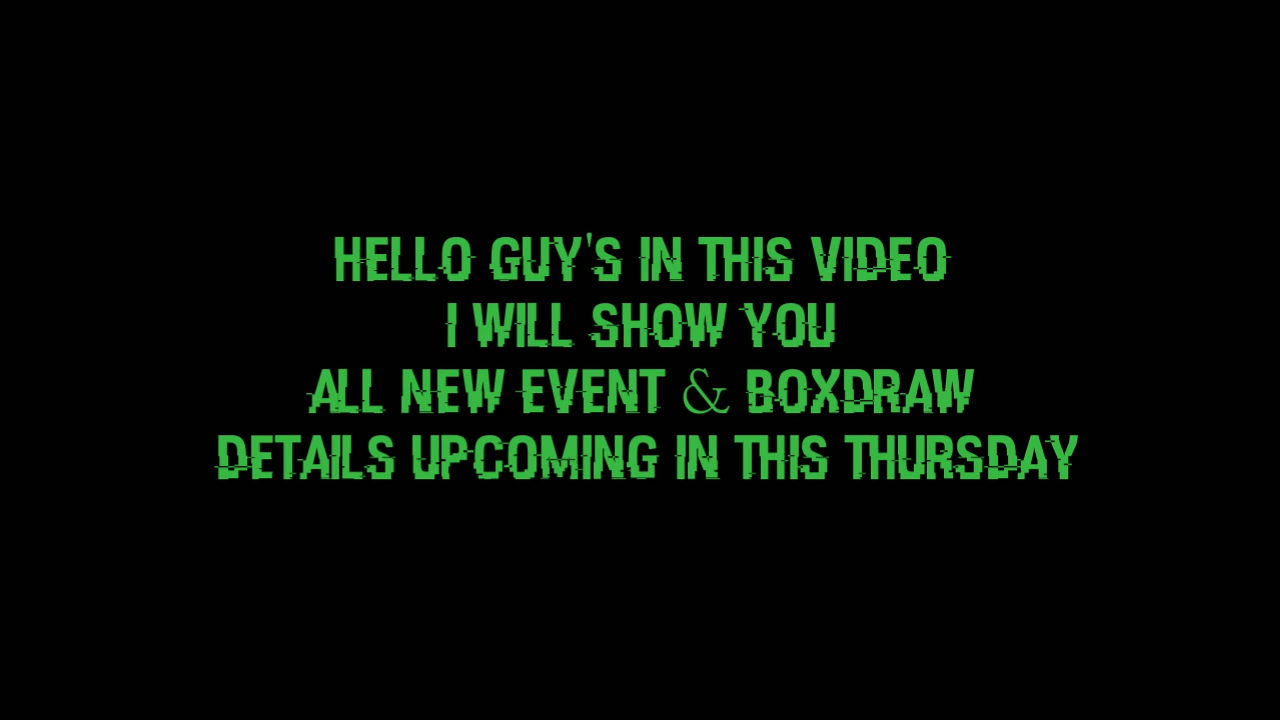 HELLO GUY'S IN THIS VIDEO
I WILL SHOW YOU
ALL NEW EVENT & BOXDRAW
DETAILS UPCOMING IN THIS THURSDAY